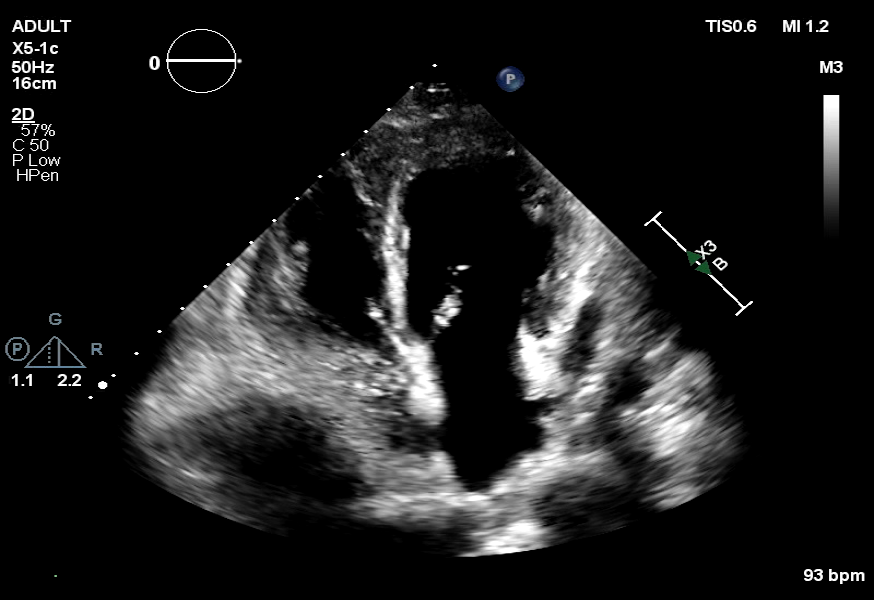 ADULT
X5-1c
50Hz
16cm
2D
57%
C 50
P Low
HPen
0
P
TIS0.6 MI 1.2
M3
X3
B
G
P R
1.1 2.2
93 bpm